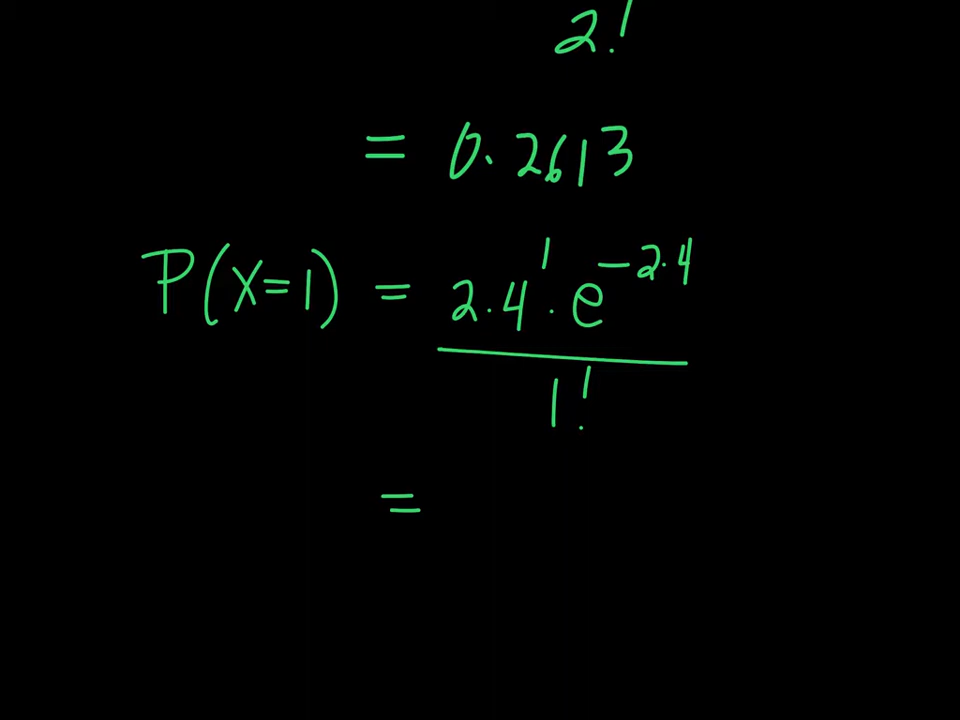 2!
= 0.2613
P(X=1) = 2.4^1 · e^-2.4
1!
=